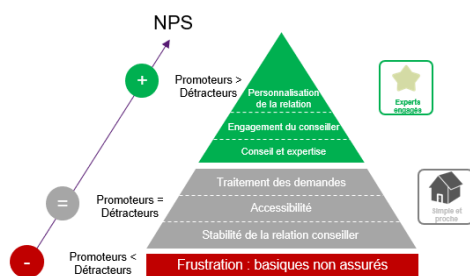 NPS
+
Promoteurs >
Détracteurs
Personnalisation
de la relation
Engagement du conseiller
Conseil et expertise
Experts
engagés
=
Promoteurs =
Détracteurs
Traitement des demandes
Accessibilité
Stabilité de la relation conseiller
Simple et
proche
-
Promoteurs <
Détracteurs
Frustration : basiques non assurés